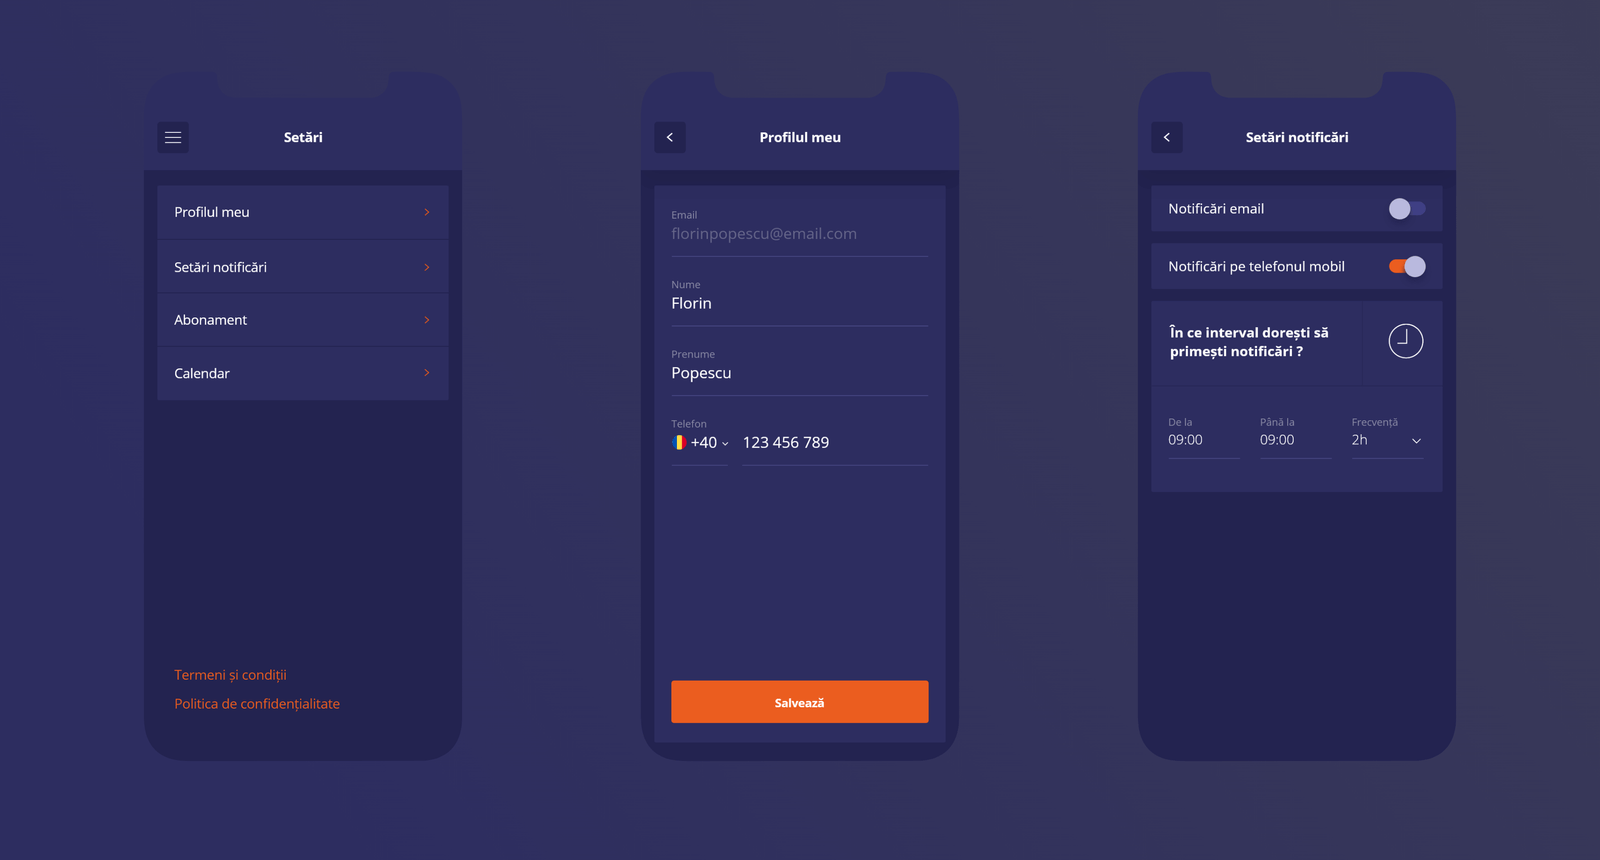 Setări
Profilul meu
Setări notificări
Abonament
Calendar
Termeni și condiții
Politica de confidențialitate
Profilul meu
Email
florinpopescu@email.com
Nume
Florin
Prenume
Popescu
Telefon
+40 123 456 789
Salvează
Setări notificări
Notificări email
Notificări pe telefonul mobil
În ce interval dorești să
primești notificări ?
De la Până la Frecvență
09:00 09:00 2h